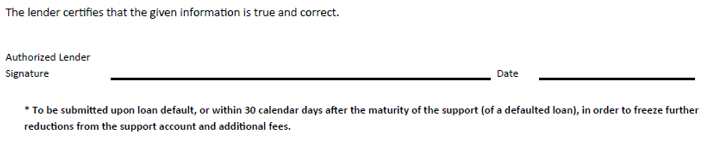 The lender certifies that the given information is true and correct.
Authorized Lender
Signature Date
* To be submitted upon loan default, or within 30 calendar days after the maturity of the support (of a defaulted loan), in order to freeze further
reductions from the support account and additional fees.